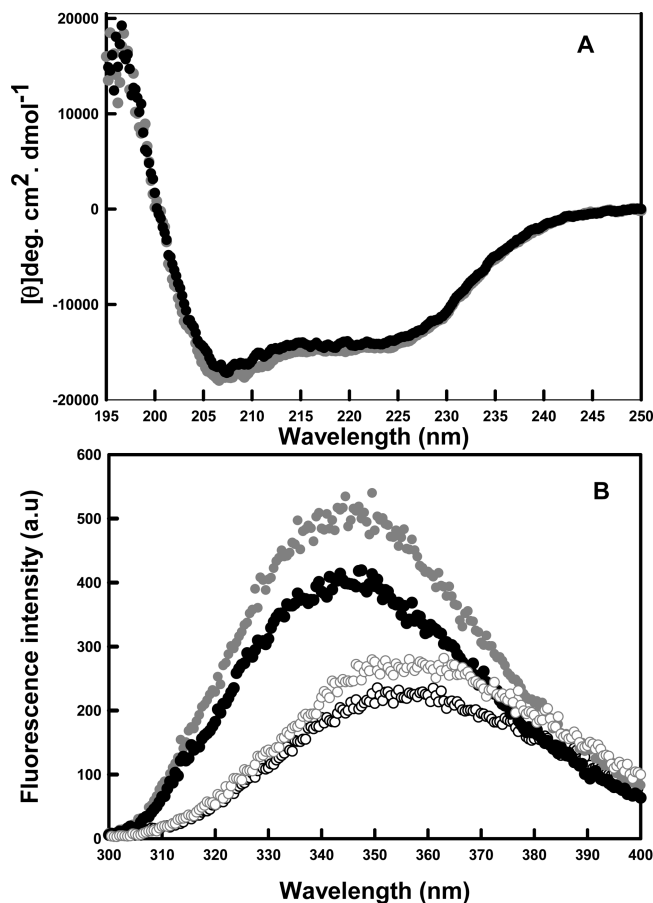 A
20000
10000
0
-10000
-20000
[θ]deg. cm². dmol⁻¹
195 200 205 210 215 220 225 230 235 240 245 250
Wavelength (nm)
B
600
500
400
300
200
100
0
Fluorescence intensity (a.u)
300 310 320 330 340 350 360 370 380 390 400
Wavelength (nm)